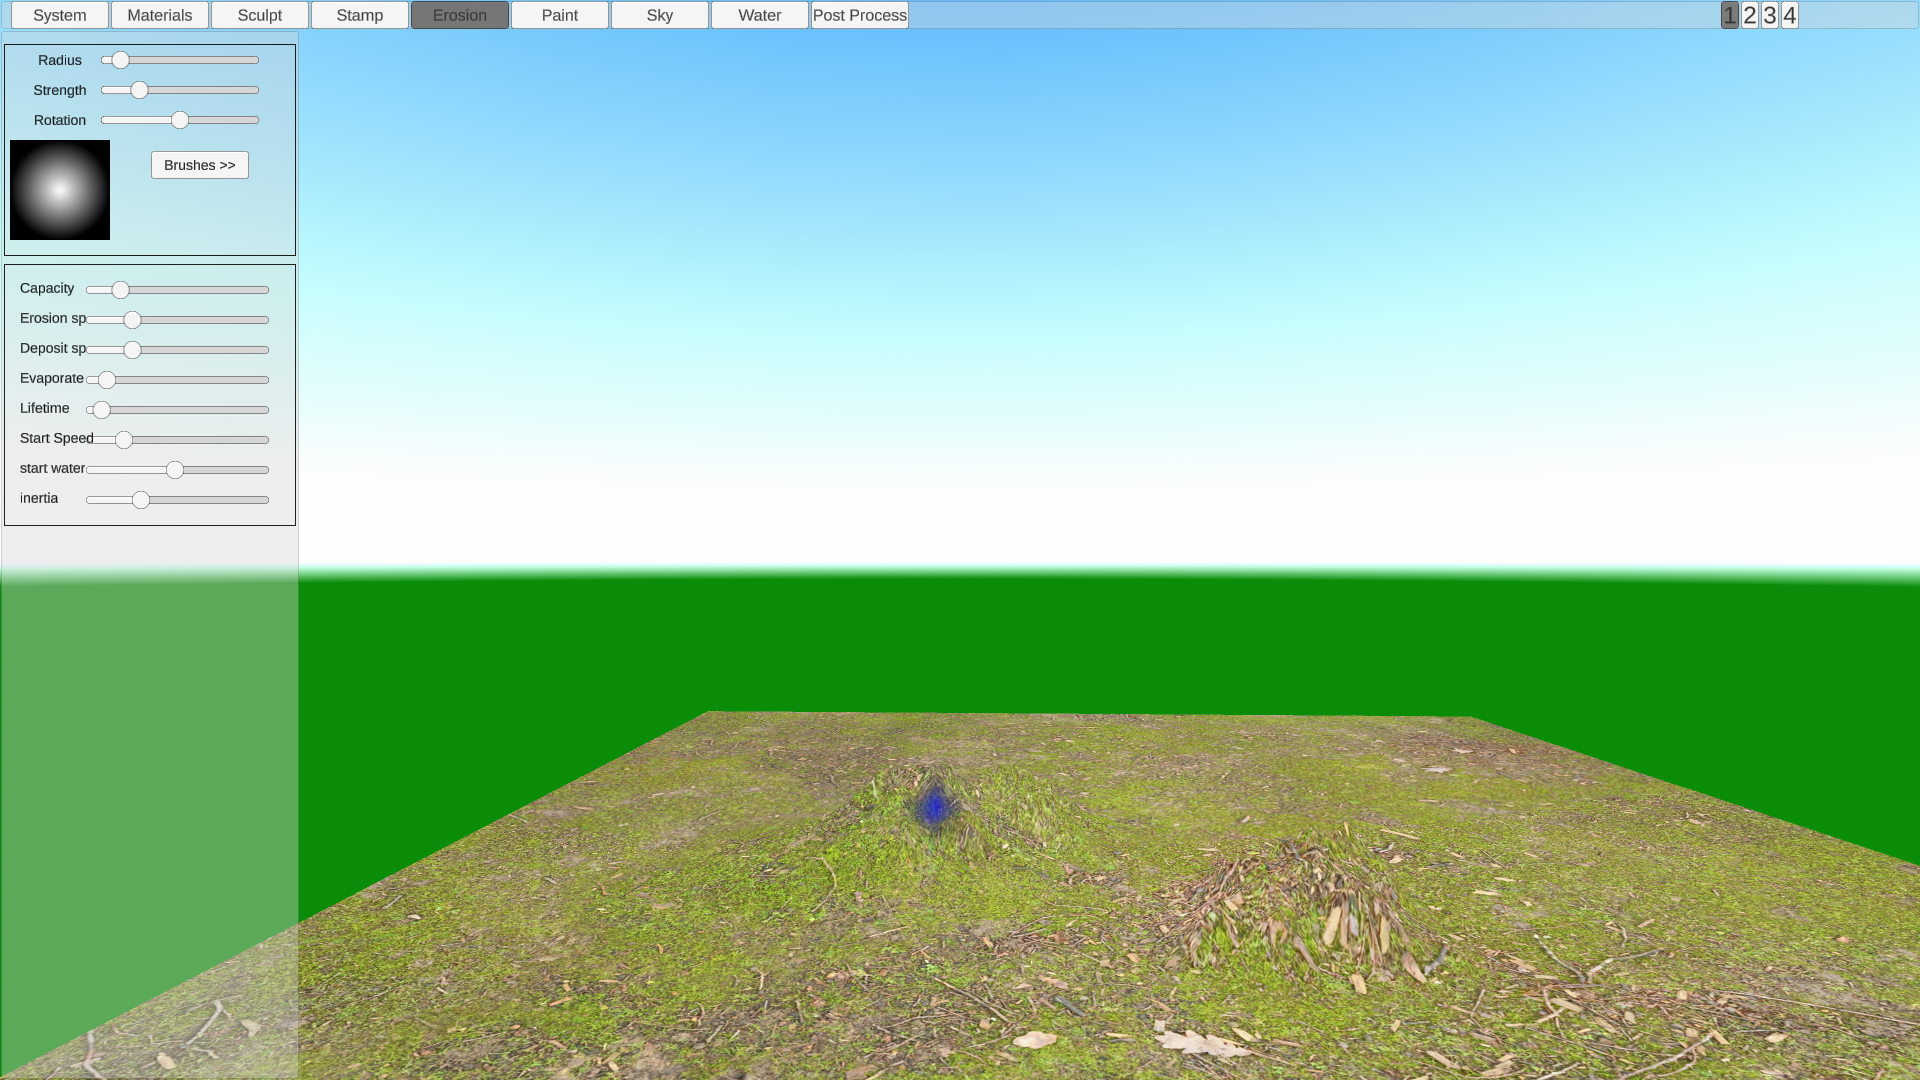 System Materials Sculpt Stamp Erosion Paint Sky Water Post Process 1 2 3 4
Radius
Strength
Rotation
Brushes >>
Capacity
Erosion sp
Deposit sp
Evaporate
Lifetime
Start Speed
start water
inertia